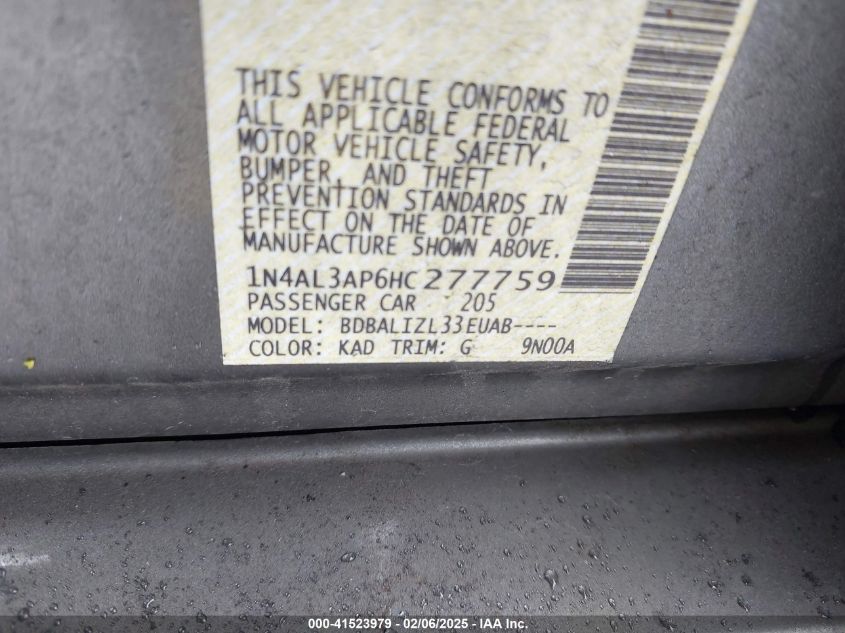 THIS VEHICLE CONFORMS TO
ALL APPLICABLE FEDERAL
MOTOR VEHICLE SAFETY,
BUMPER, AND THEFT
PREVENTION STANDARDS IN
EFFECT ON THE DATE OF
MANUFACTURE SHOWN ABOVE.
1N4AL3AP6HC277759
PASSENGER CAR 205
MODEL: BDBALIZL33EUAB----
COLOR: KAD TRIM: G 9N00A
000-41523979 - 02/06/2025 - IAA Inc.